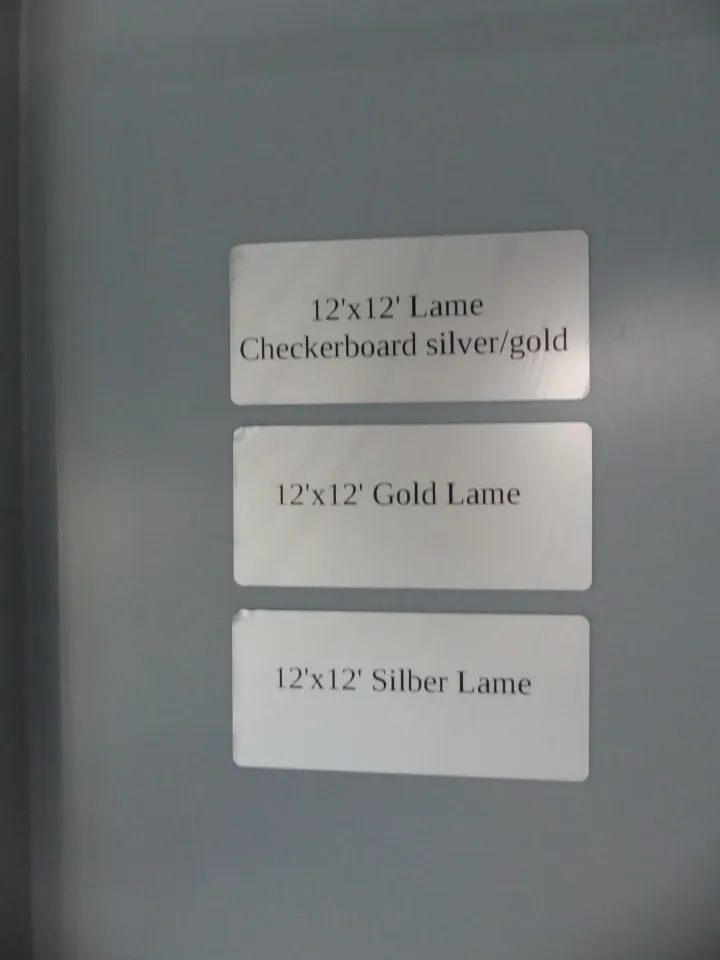 12'x12' Lame
Checkerboard silver/gold
12'x12' Gold Lame
12'x12' Silber Lame